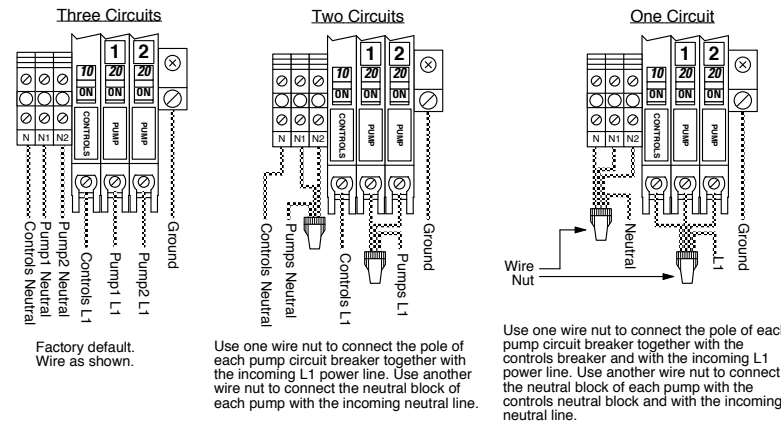 Three Circuits
1 2
10 20 20
ON ON ON
CONTROLS PUMP PUMP
N N1 N2
Controls Neutral
Pump1 Neutral
Pump2 Neutral
Controls L1
Pump1 L1
Pump2 L1
Ground
Factory default.
Wire as shown.
Two Circuits
1 2
10 20 20
ON ON ON
CONTROLS PUMP PUMP
N N1 N2
Controls Neutral
Pumps Neutral
Controls L1
Pumps L1
Ground
Use one wire nut to connect the pole of
each pump circuit breaker together with
the incoming L1 power line. Use another
wire nut to connect the neutral block of
each pump with the incoming neutral line.
One Circuit
1 2
10 20 20
ON ON ON
CONTROLS PUMP PUMP
N N1 N2
Neutral
L1
Ground
Wire
Nut
Use one wire nut to connect the pole of eac
pump circuit breaker together with the
controls breaker and with the incoming L1
power line. Use another wire nut to connect
the neutral block of each pump with the
controls neutral block and with the incoming
neutral line.